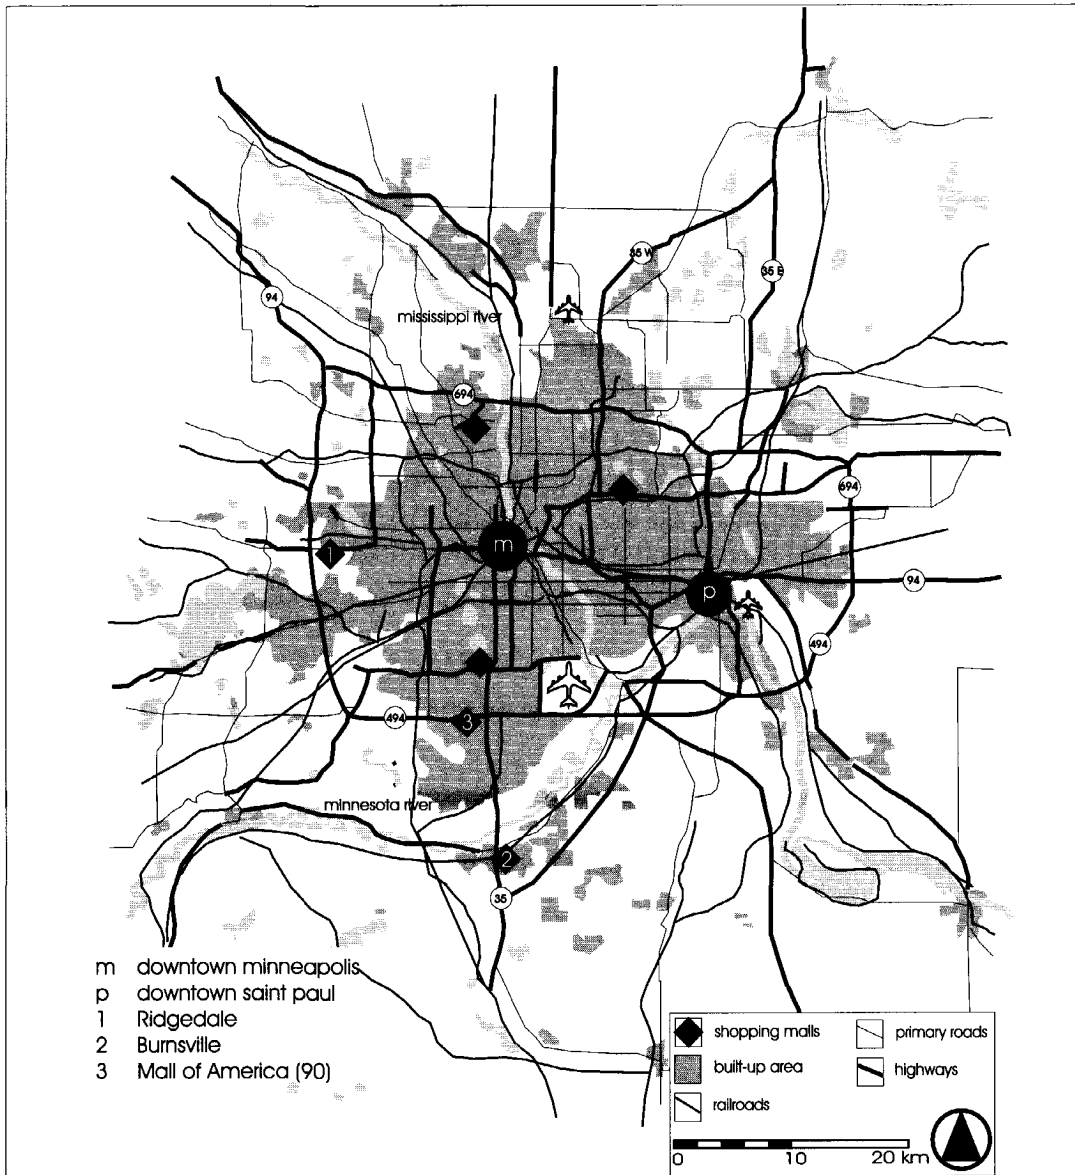 35 W
35 E
94
mississippi river
694
694
m
1
p
94
494
494
3
minnesota river
2
35
m downtown minneapolis
p downtown saint paul
1 Ridgedale
2 Burnsville
3 Mall of America (90)
shopping malls
primary roads
built-up area
highways
railroads
0 10 20 km